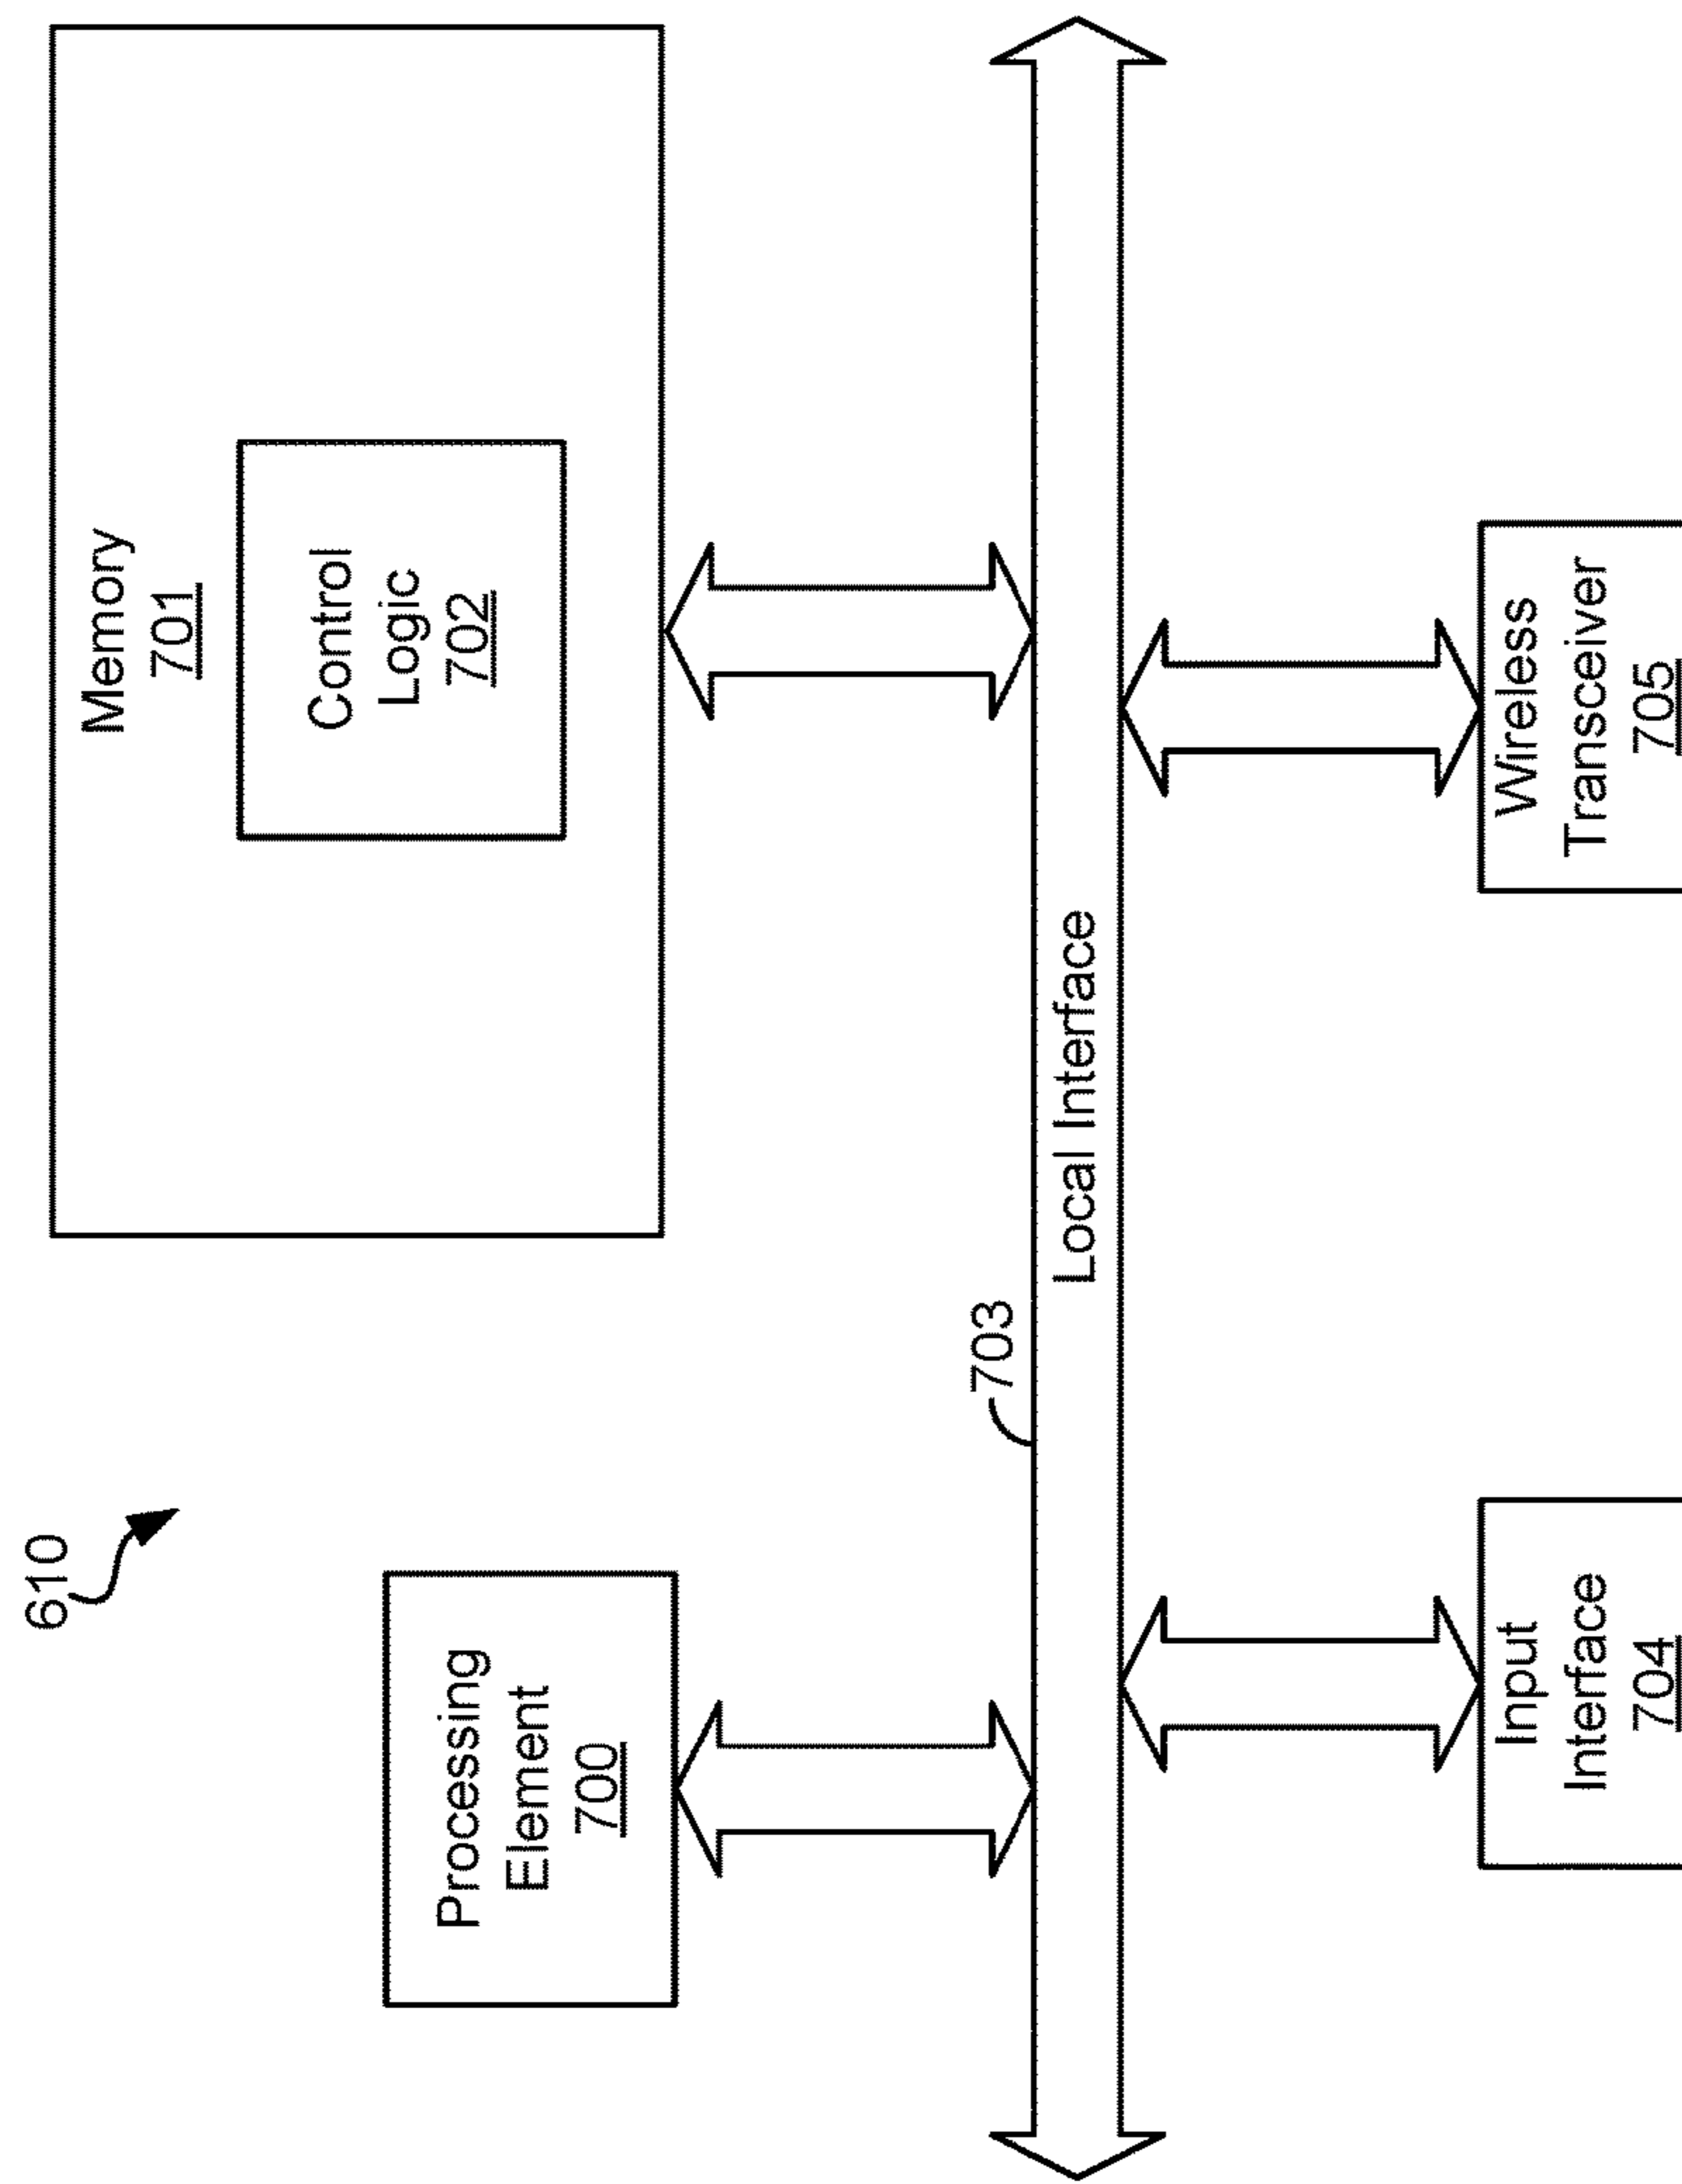 610
Processing
Element
700
Memory
701
Control
Logic
702
703
Local Interface
Input
Interface
704
Wireless
Transceiver
705